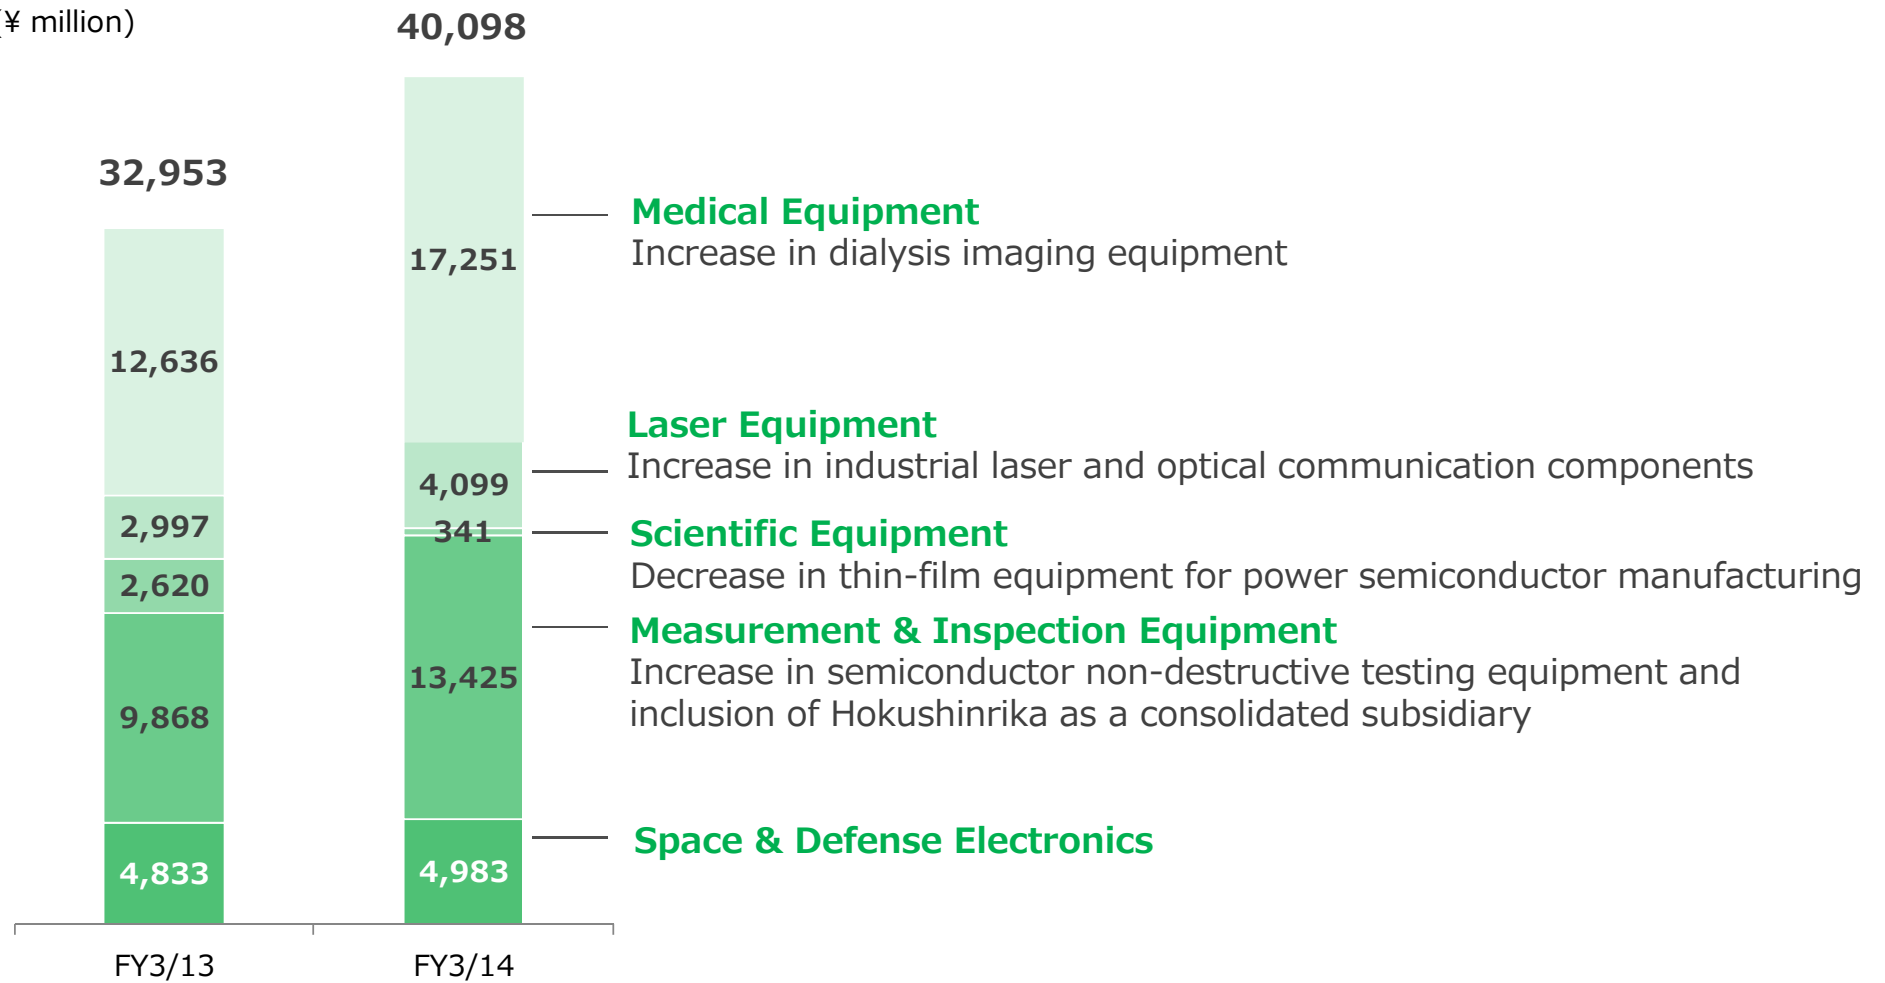 (¥ million)
40,098
32,953
17,251
12,636
4,099
2,997
341
2,620
13,425
9,868
4,983
4,833
Medical Equipment
Increase in dialysis imaging equipment
Laser Equipment
Increase in industrial laser and optical communication components
Scientific Equipment
Decrease in thin-film equipment for power semiconductor manufacturing
Measurement & Inspection Equipment
Increase in semiconductor non-destructive testing equipment and
inclusion of Hokushinrika as a consolidated subsidiary
Space & Defense Electronics
FY3/13
FY3/14